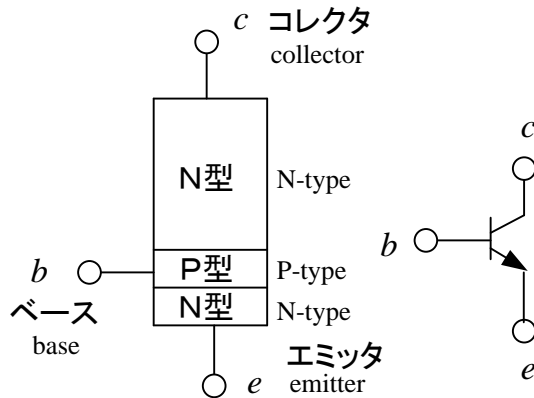 c コレクタ
collector
N型 N-type
b P型 P-type
ベース
base
N型 N-type
e エミッタ
emitter
c
b
e